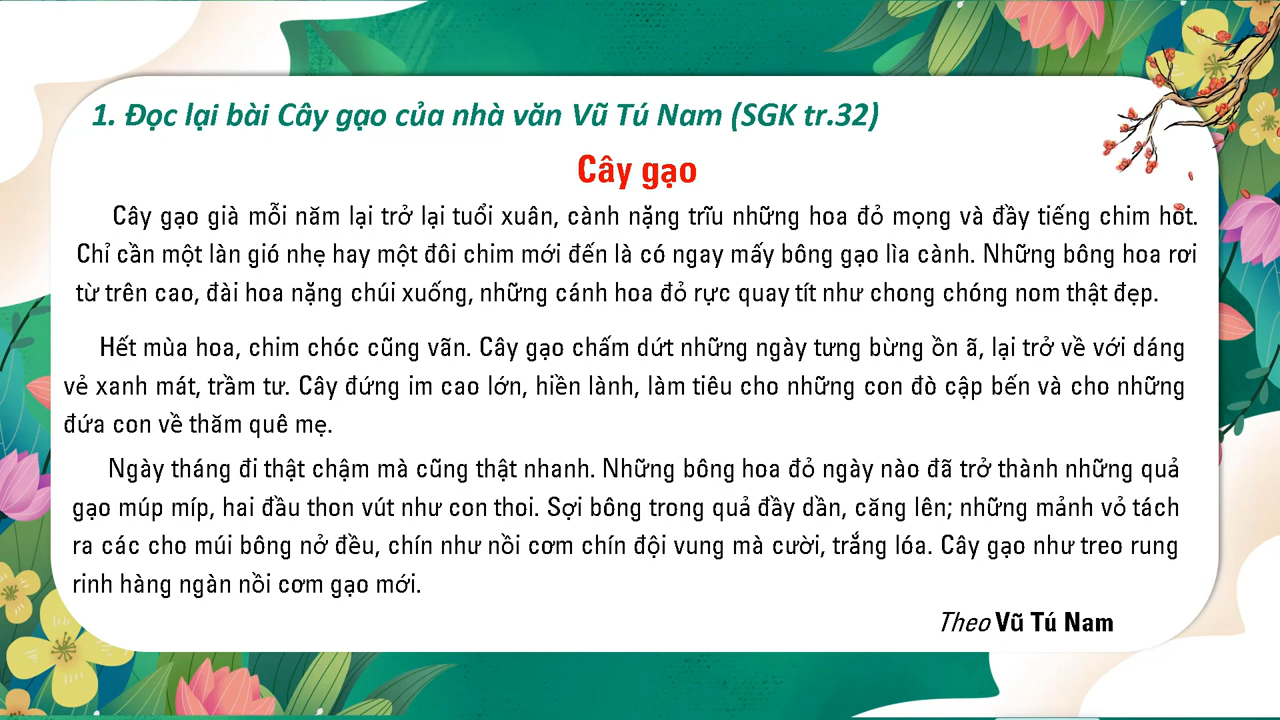 1. Đọc lại bài Cây gạo của nhà văn Vũ Tú Nam (SGK tr.32)
Cây gạo
Cây gạo già mỗi năm lại trở lại tuổi xuân, cành nặng trĩu những hoa đỏ mọng và đầy tiếng chim hót.
Chỉ cần một làn gió nhẹ hay một đôi chim mới đến là có ngay mấy bông gạo lìa cành. Những bông hoa rơi
từ trên cao, đài hoa nặng chúi xuống, những cánh hoa đỏ rực quay tít như chong chóng nom thật đẹp.
Hết mùa hoa, chim chóc cũng vãn. Cây gạo chấm dứt những ngày tưng bừng ồn ã, lại trở về với dáng
vẻ xanh mát, trầm tư. Cây đứng im cao lớn, hiền lành, làm tiêu cho những con đò cập bến và cho những
đứa con về thăm quê mẹ.
Ngày tháng đi thật chậm mà cũng thật nhanh. Những bông hoa đỏ ngày nào đã trở thành những quả
gạo múp míp, hai đầu thon vút như con thoi. Sợi bông trong quả đầy dần, căng lên; những mảnh vỏ tách
ra các cho múi bông nở đều, chín như nồi cơm chín đội vung mà cười, trắng lóa. Cây gạo như treo rung
rinh hàng ngàn nồi cơm gạo mới.
Theo Vũ Tú Nam